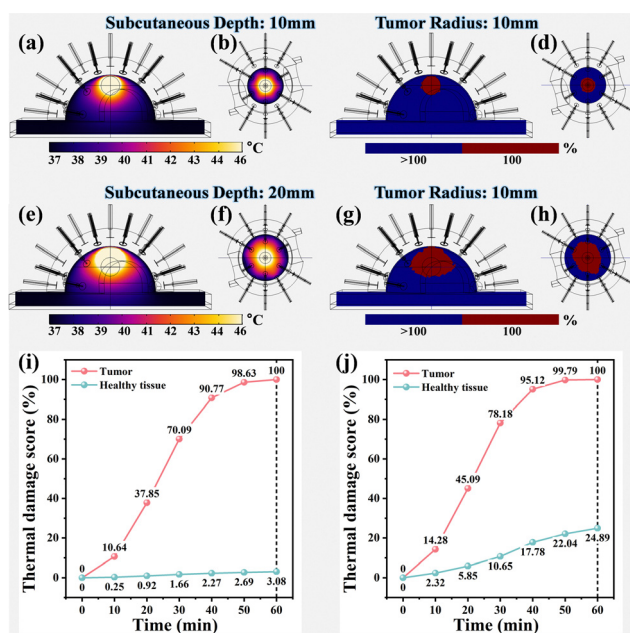 Subcutaneous Depth: 10mm
Tumor Radius: 10mm
(a)
(b)
(c)
(d)
37 38 39 40 41 42 43 44 45 46 °C
>100 100 %
Subcutaneous Depth: 20mm
Tumor Radius: 10mm
(e)
(f)
(g)
(h)
37 38 39 40 41 42 43 44 45 46 °C
>100 100 %
(i)
Tumor
Healthy tissue
Thermal damage score (%)
100
80
60
40
20
0
0 10.64 37.85 70.09 90.77 98.63 100
0 0.25 0.92 1.66 2.27 2.69 3.08
0 10 20 30 40 50 60
Time (min)
(j)
Tumor
Healthy tissue
Thermal damage score (%)
100
80
60
40
20
0
0 14.28 45.09 78.18 95.12 99.79 100
0 2.32 5.85 10.65 17.78 22.04 24.89
0 10 20 30 40 50 60
Time (min)